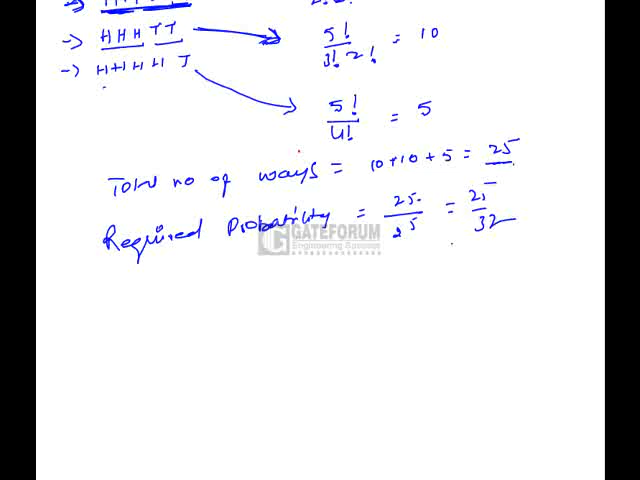 → HHHTT → 5!/3! 2! = 10
→ HHHHT → 5!/4! = 5
Total no of ways = 10+10+5 = 25
Required Probability = 25/2^5 = 25/32
GATEFORUM
Engineering Success